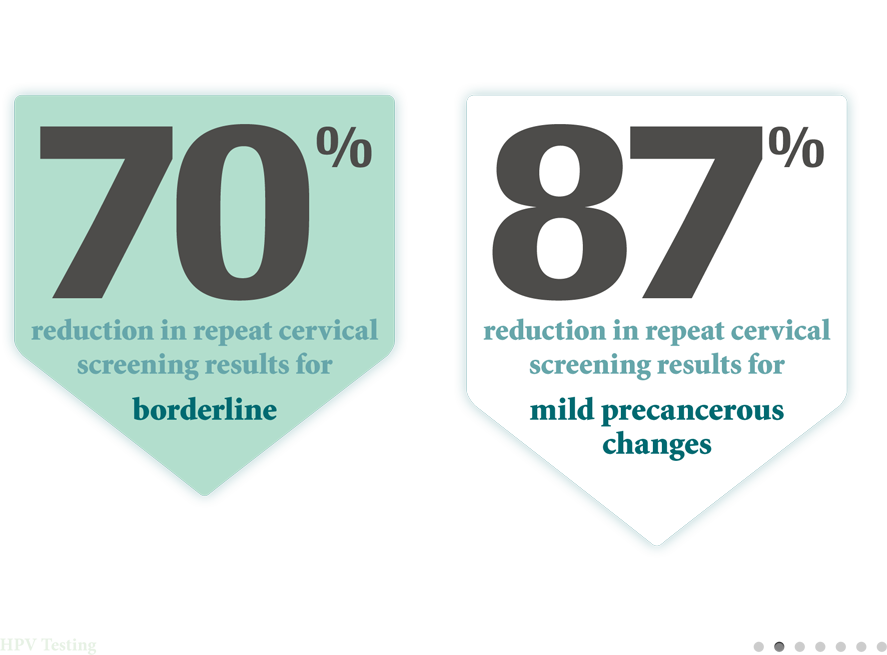 70%
reduction in repeat cervical
screening results for
borderline
87%
reduction in repeat cervical
screening results for
mild precancerous
changes
HPV Testing